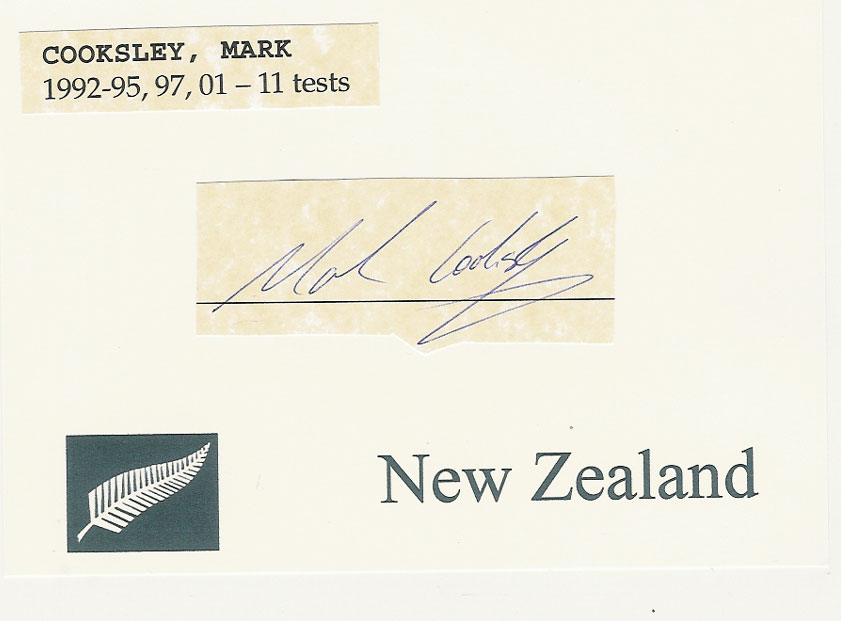 COOKSLEY, MARK
1992-95, 97, 01 – 11 tests
Mark Cooksley
New Zealand